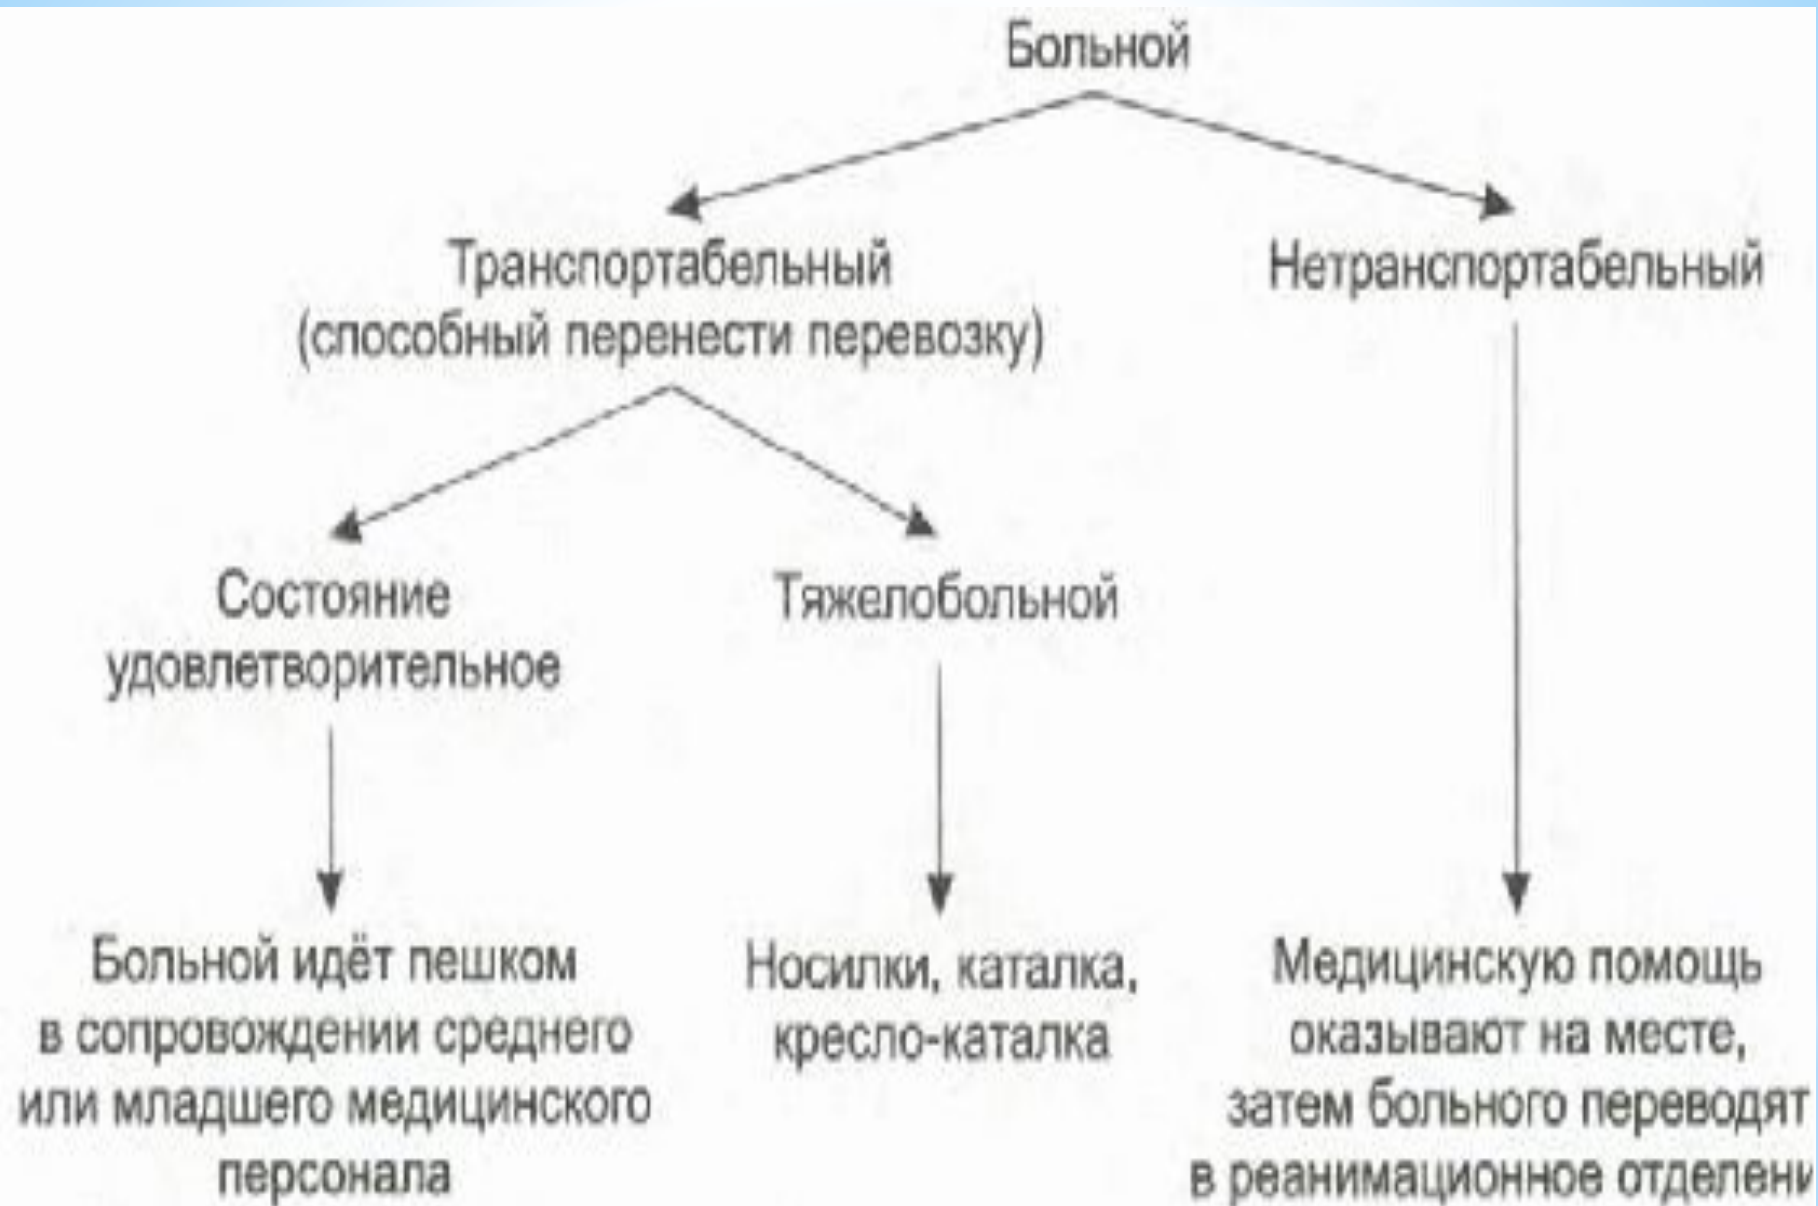 Больной
Транспортабельный
(способный перенести перевозку)
Нетранспортабельный
Состояние
удовлетворительное
Тяжелобольной
Больной идёт пешком
в сопровождении среднего
или младшего медицинского
персонала
Носилки, каталка,
кресло-каталка
Медицинскую помощь
оказывают на месте,
затем больного переводят
в реанимационное отделени